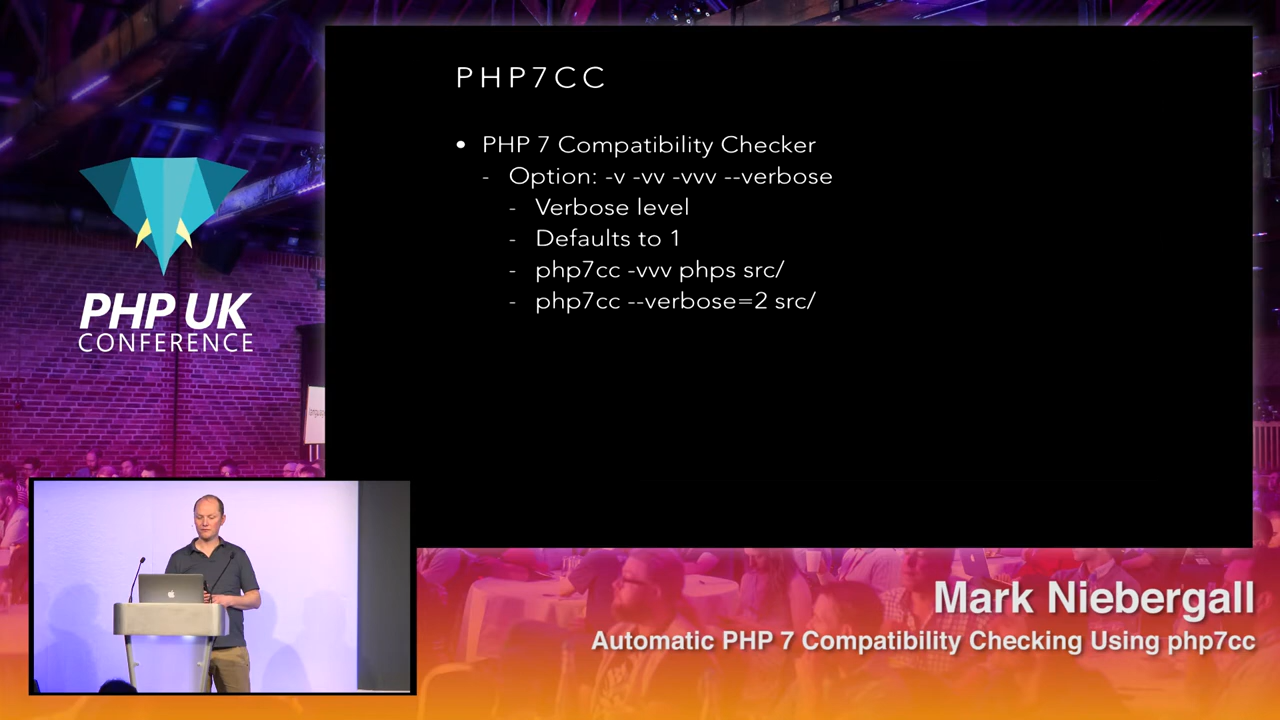 PHP7CC
• PHP 7 Compatibility Checker
- Option: -v -vv -vvv --verbose
- Verbose level
- Defaults to 1
- php7cc -vvv phps src/
- php7cc --verbose=2 src/
PHP UK
CONFERENCE
Mark Niebergall
Automatic PHP 7 Compatibility Checking Using php7cc